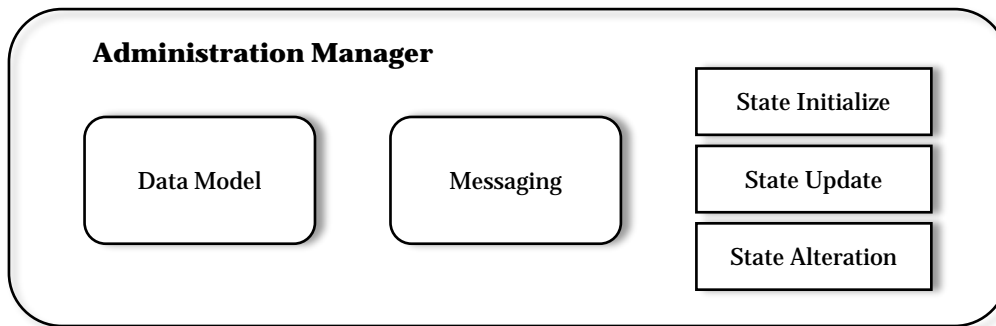 Administration Manager
Data Model
Messaging
State Initialize
State Update
State Alteration